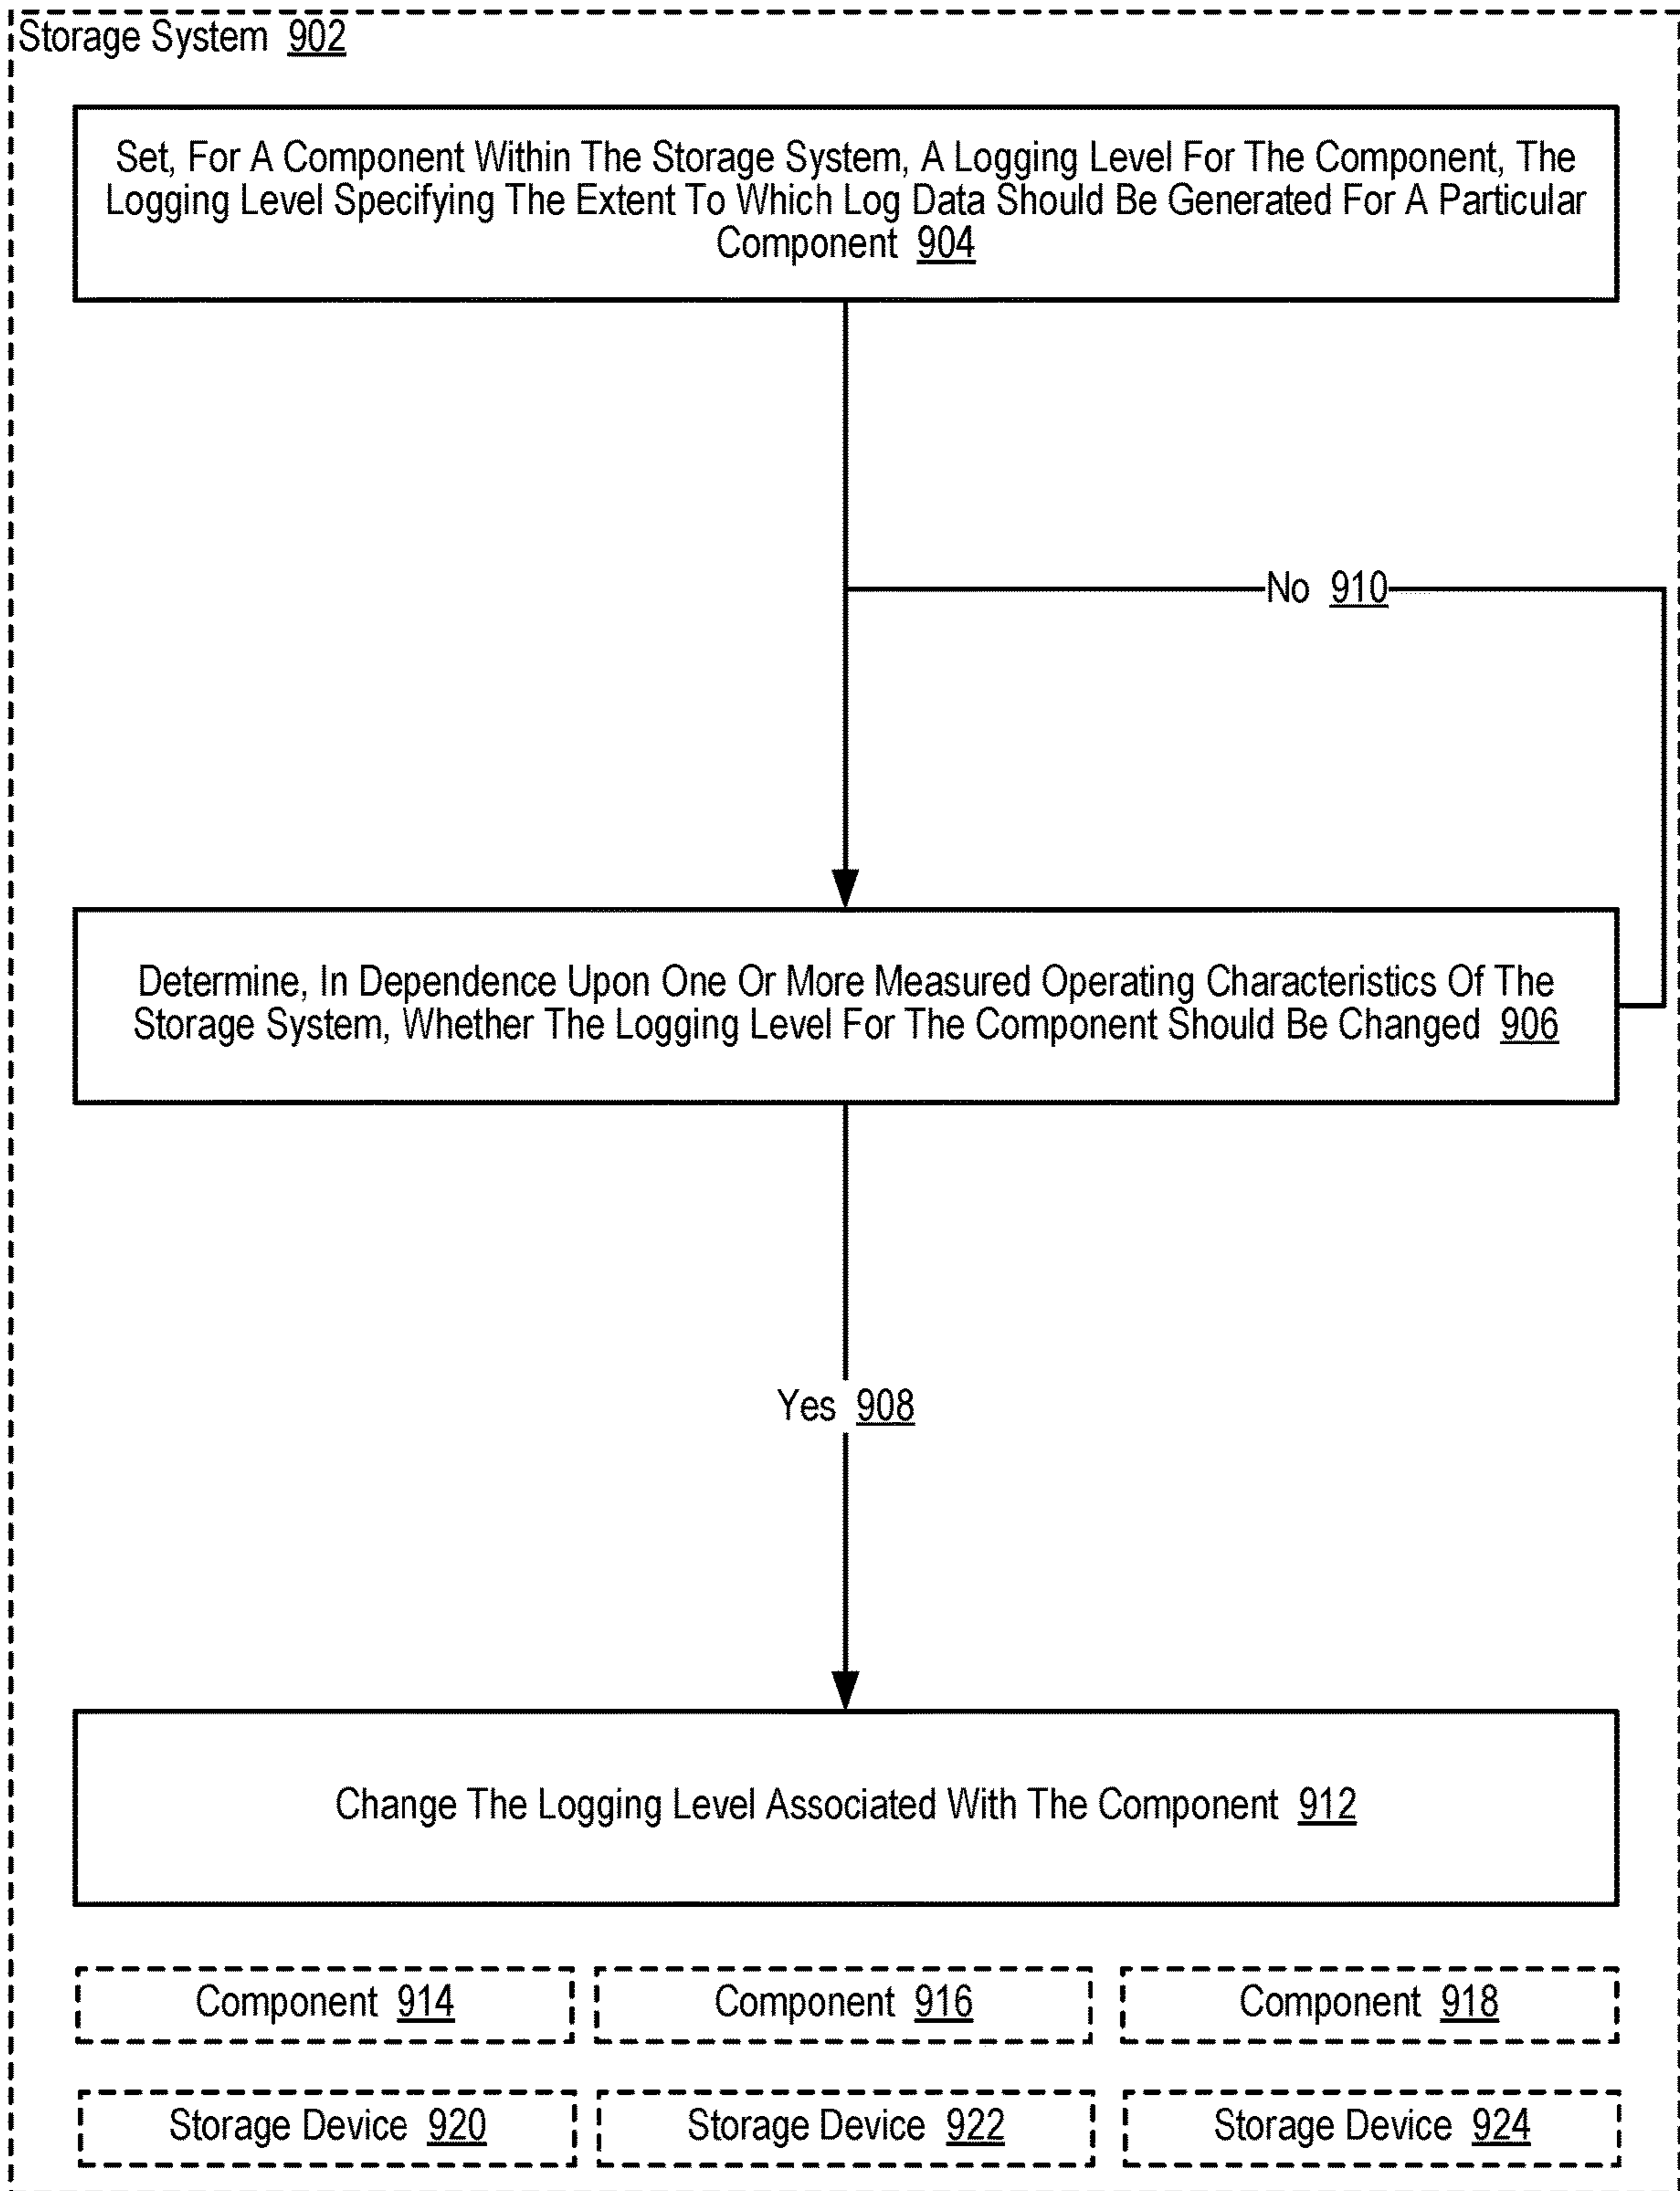 Storage System 902
Set, For A Component Within The Storage System, A Logging Level For The Component, The
Logging Level Specifying The Extent To Which Log Data Should Be Generated For A Particular
Component 904
No 910
Determine, In Dependence Upon One Or More Measured Operating Characteristics Of The
Storage System, Whether The Logging Level For The Component Should Be Changed 906
Yes 908
Change The Logging Level Associated With The Component 912
Component 914
Component 916
Component 918
Storage Device 920
Storage Device 922
Storage Device 924